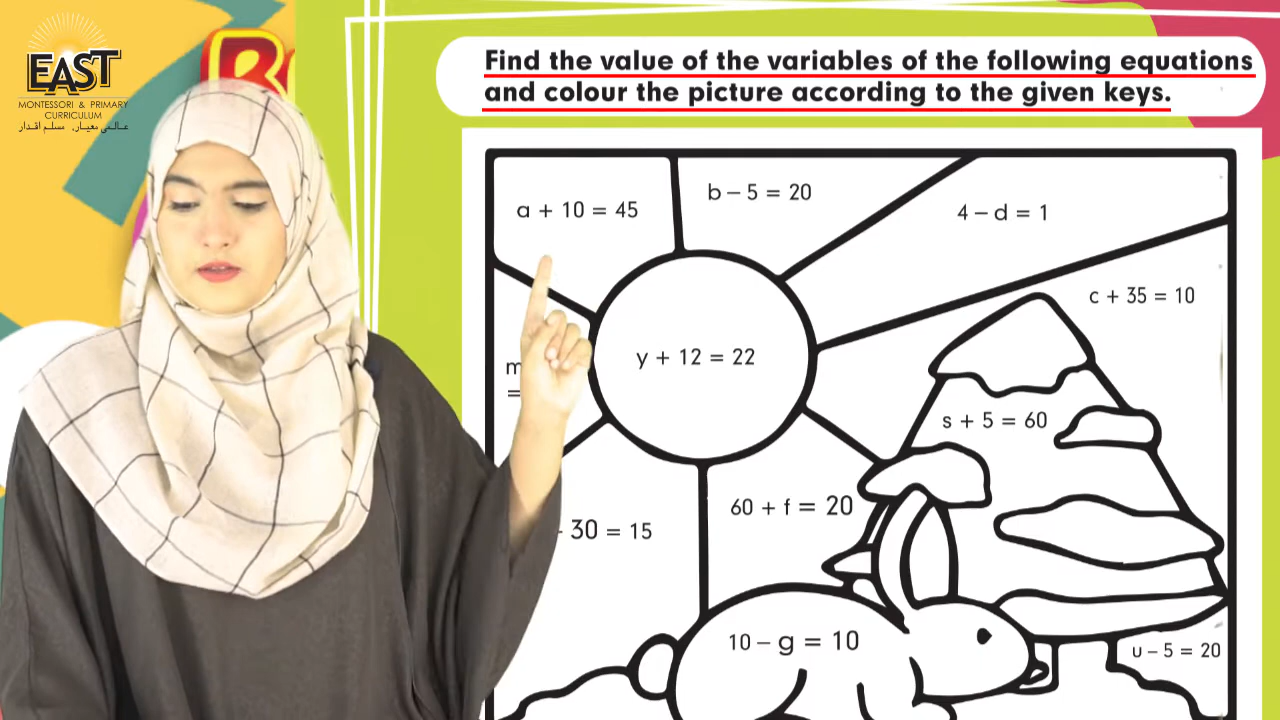 EAST
MONTESSORI & PRIMARY
CURRICULUM
عالمی معیار، مسلم اقدار
Find the value of the variables of the following equations
and colour the picture according to the given keys.
a + 10 = 45
b – 5 = 20
4 – d = 1
c + 35 = 10
y + 12 = 22
s + 5 = 60
60 + f = 20
30 = 15
10 – g = 10
u – 5 = 20